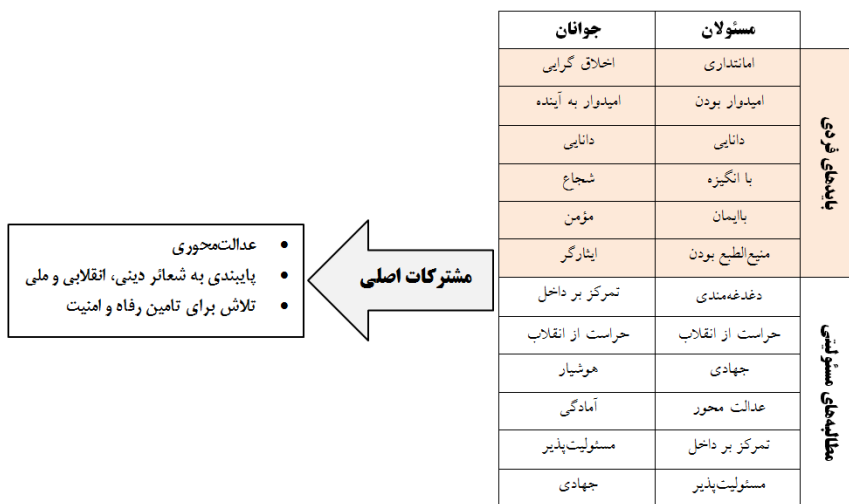 مسئولان جوانان
بایدهای فردی
امانتداری اخلاق گرایی
امیدوار بودن امیدوار به آینده
دانایی دانایی
با انگیزه شجاع
باایمان مؤمن
منیع‌الطبع بودن ایثارگر
مطالبه‌های مسئولیتی
دغدغه‌مندی تمرکز بر داخل
حراست از انقلاب حراست از انقلاب
جهادی هوشیار
عدالت محور آمادگی
تمرکز بر داخل مسئولیت‌پذیر
مسئولیت‌پذیر جهادی
مشترکات اصلی
• عدالت‌محوری
• پایبندی به شعائر دینی، انقلابی و ملی
• تلاش برای تامین رفاه و امنیت